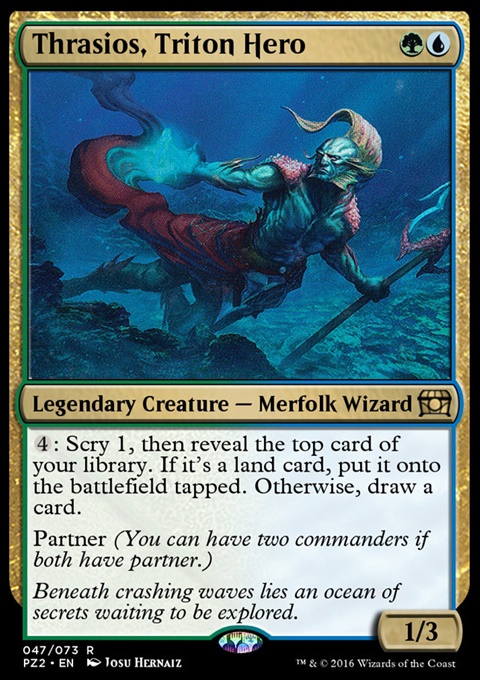 Thrasios, Triton Hero
Legendary Creature — Merfolk Wizard
4: Scry 1, then reveal the top card of
your library. If it's a land card, put it onto
the battlefield tapped. Otherwise, draw a
card.
Partner (You can have two commanders if
both have partner.)
Beneath crashing waves lies an ocean of
secrets waiting to be explored.
1/3
047/073 R
PZ2 • EN Josu Hernaiz
™ & © 2016 Wizards of the Coast